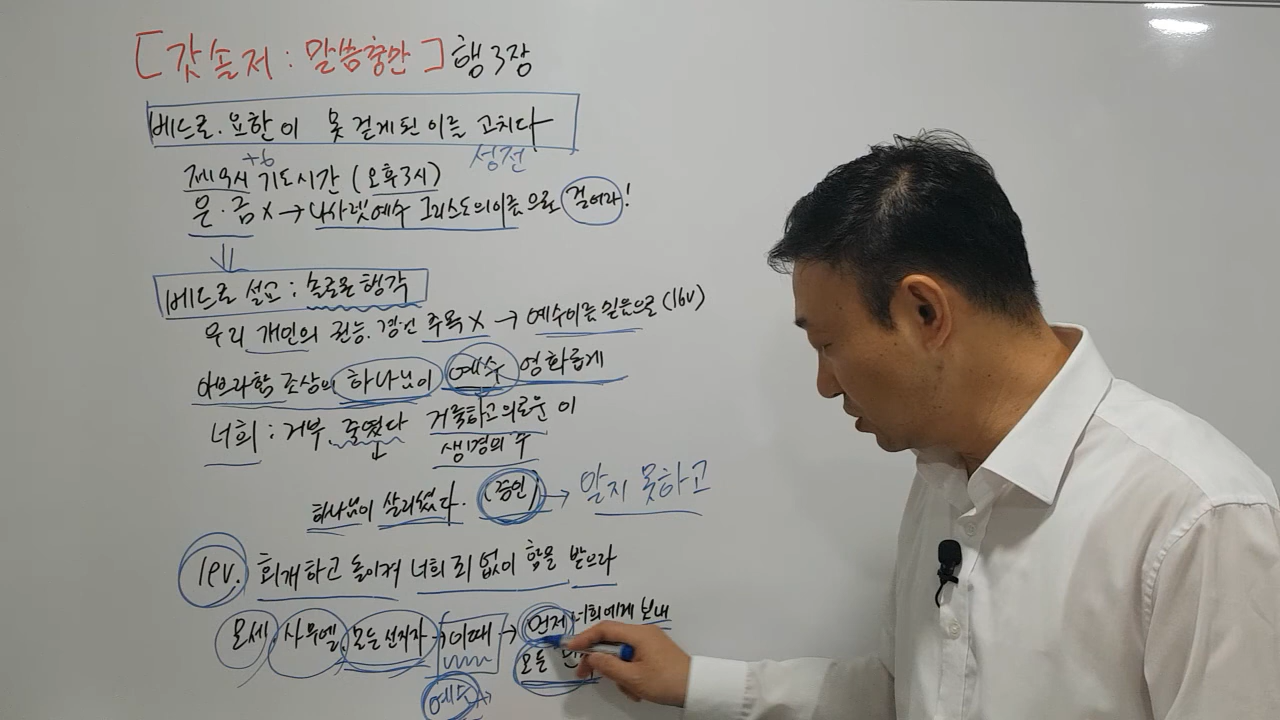 [갓솔저: 말씀충만] 행3장
베드로.요한이 못 걷게된 이를 고치다
+6 성전
제9시 기도시간 (오후3시)
은.금 X → 나사렛예수 그리스도의이름으로 걸어라!
베드로 설교: 솔로몬 행각
우리 개인의 권능.경건 주목 X → 예수이름 믿음으로 (16v)
아브라함 조상의 하나님이 예수 영화롭게
너희: 거부, 죽였다 거룩하고의로운 이
생명의 주
하나님이 살리셨다. (증인) → 알지 못하고
19v. 회개하고 돌이켜 너희 죄 없이 함을 받으라
모세 사무엘, 모든선지자 → 이때 → 먼저 너희에게 보내
모든
예수 →